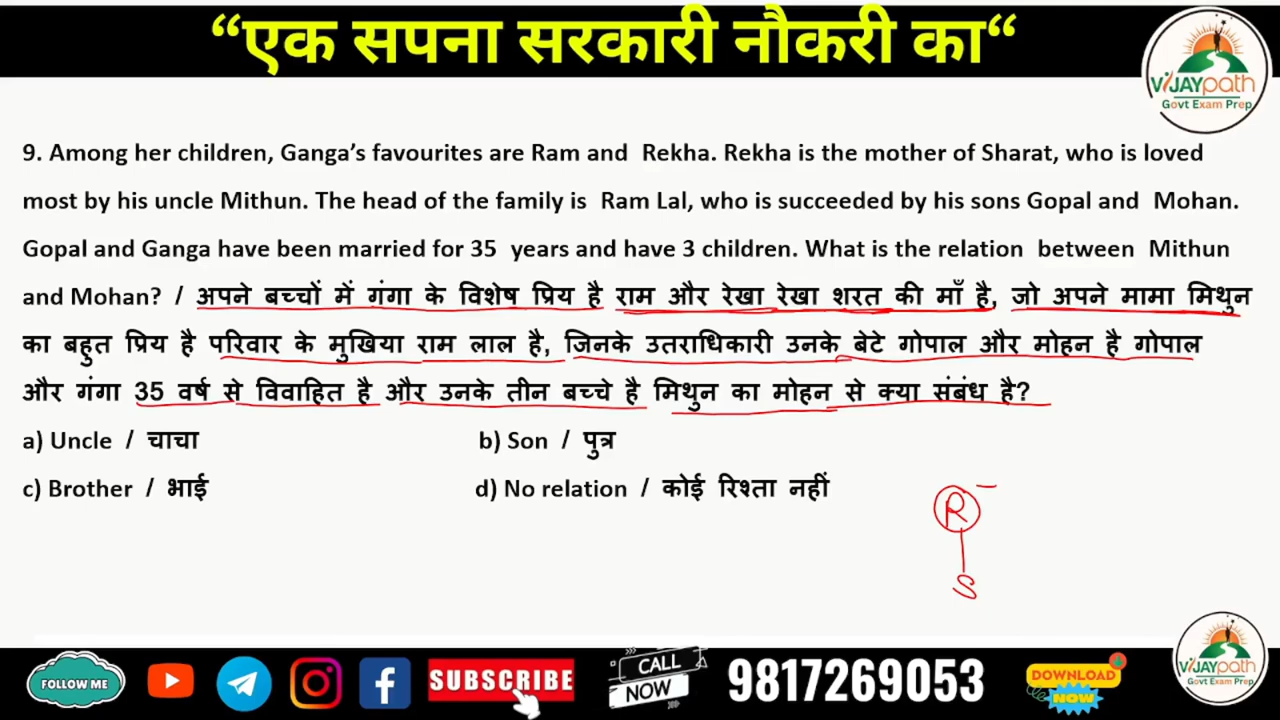 “एक सपना सरकारी नौकरी का“
ViJAYpath
Govt Exam Prep
9. Among her children, Ganga’s favourites are Ram and Rekha. Rekha is the mother of Sharat, who is loved
most by his uncle Mithun. The head of the family is Ram Lal, who is succeeded by his sons Gopal and Mohan.
Gopal and Ganga have been married for 35 years and have 3 children. What is the relation between Mithun
and Mohan? / अपने बच्चों में गंगा के विशेष प्रिय है राम और रेखा रेखा शरत की माँ है, जो अपने मामा मिथुन
का बहुत प्रिय है परिवार के मुखिया राम लाल है, जिनके उतराधिकारी उनके बेटे गोपाल और मोहन है गोपाल
और गंगा 35 वर्ष से विवाहित है और उनके तीन बच्चे है मिथुन का मोहन से क्या संबंध है?
a) Uncle / चाचा b) Son / पुत्र
c) Brother / भाई d) No relation / कोई रिश्ता नहीं
R
S
ViJAYpath
Govt Exam Prep
FOLLOW ME SUBSCRIBE CALL NOW 9817269053 DOWNLOAD NOW